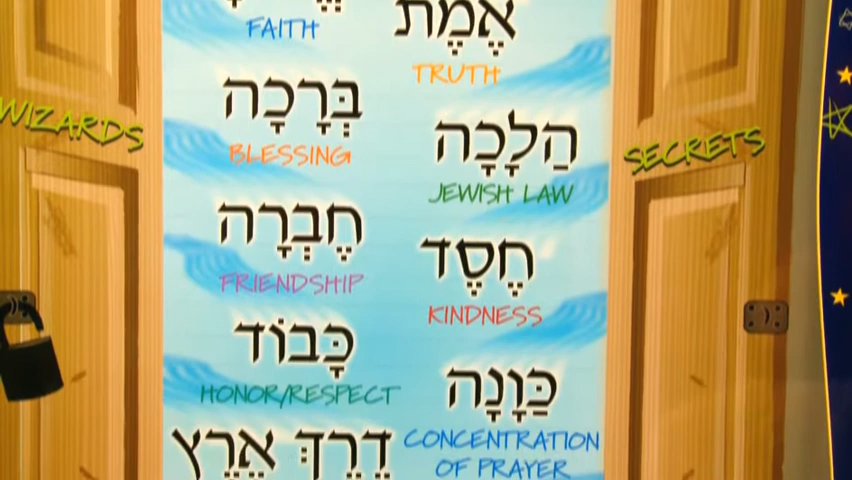 FAITH
אֱמֶת
TRUTH
בְּרָכָה
BLESSING
הַלָכָה
JEWISH LAW
חֶבְרָה
FRIENDSHIP
חֶסֶד
KINDNESS
כָּבוֹד
HONOR/RESPECT
כַּוָנָה
CONCENTRATION
OF PRAYER
דֶרֶךְ אֶרֶץ
WIZARDS
SECRETS